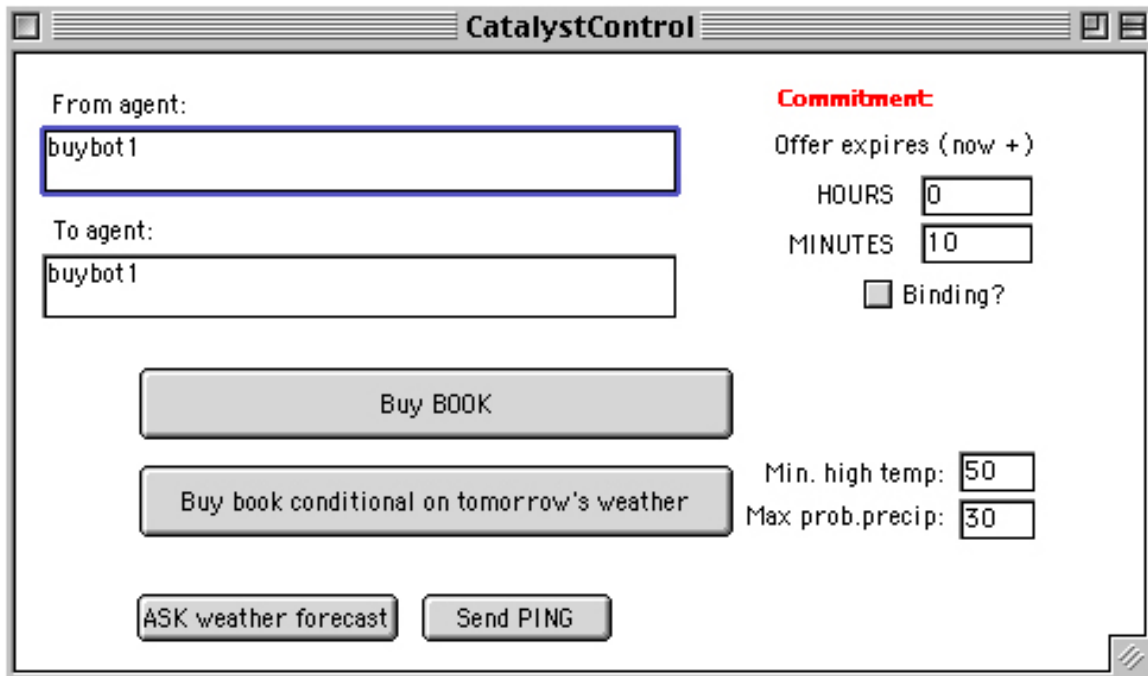 CatalystControl
From agent:
buybot1
To agent:
buybot1
Commitment:
Offer expires (now +)
HOURS 0
MINUTES 10
Binding?
Buy BOOK
Buy book conditional on tomorrow's weather
Min. high temp: 50
Max prob.precip: 30
ASK weather forecast
Send PING